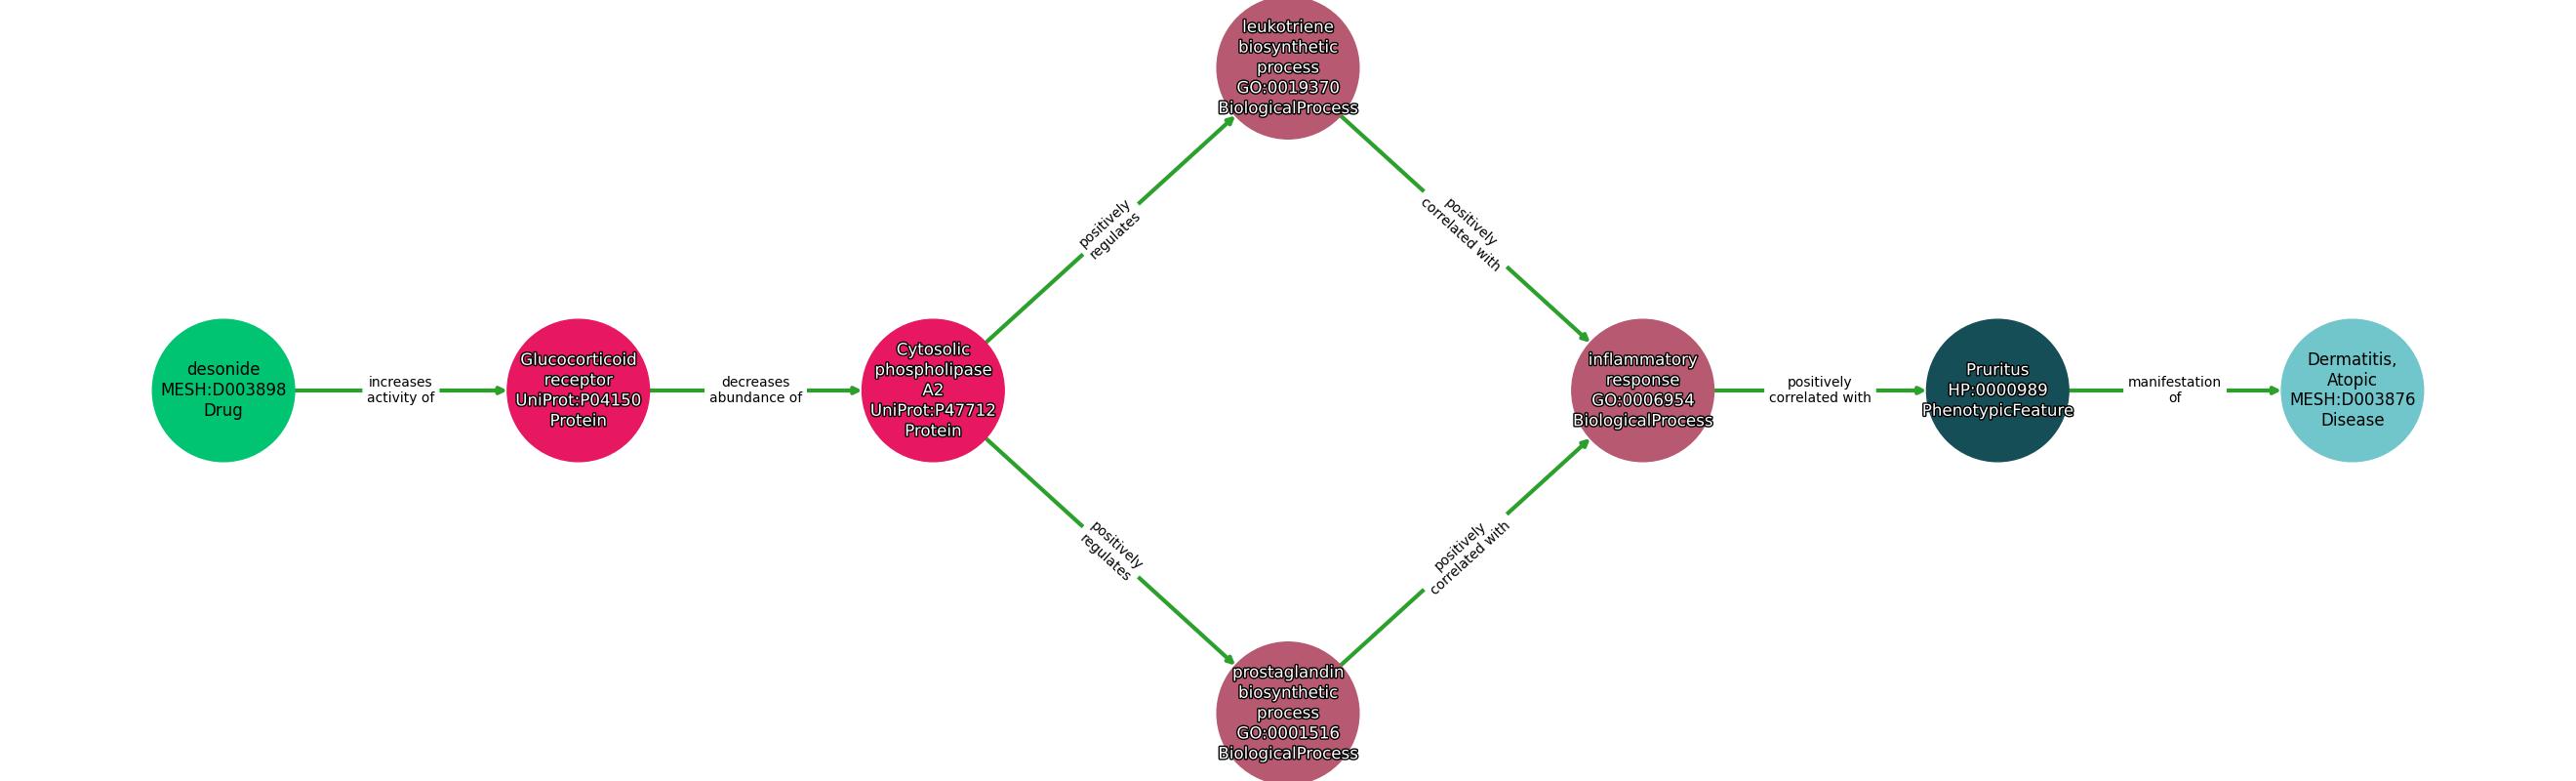 leukotriene
biosynthetic
process
GO:0019370
BiologicalProcess
positively
regulates
positively
correlated with
desonide
MESH:D003898
Drug
increases
activity of
Glucocorticoid
receptor
UniProt:P04150
Protein
decreases
abundance of
Cytosolic
phospholipase
A2
UniProt:P47712
Protein
inflammatory
response
GO:0006954
BiologicalProcess
positively
correlated with
Pruritus
HP:0000989
PhenotypicFeature
manifestation
of
Dermatitis,
Atopic
MESH:D003876
Disease
positively
regulates
positively
correlated with
prostaglandin
biosynthetic
process
GO:0001516
BiologicalProcess